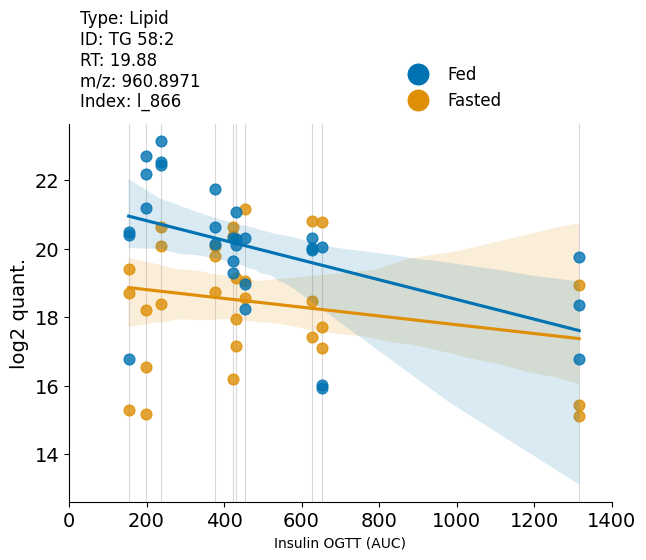 Type: Lipid
ID: TG 58:2
RT: 19.88
m/z: 960.8971
Index: l_866
Fed
Fasted
log2 quant.
22
20
18
16
14
0 200 400 600 800 1000 1200 1400
Insulin OGTT (AUC)